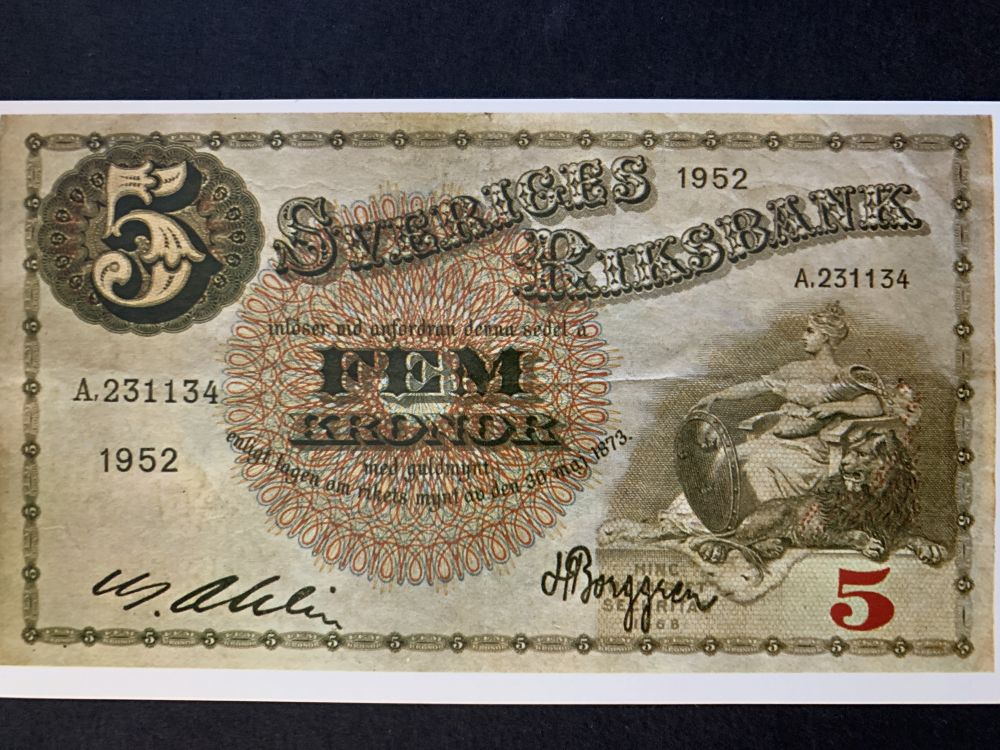 5
SVERIGES 1952
RIKSBANK
A.231134
inlöser vid anfordran denna sedel å
FEM
KRONOR
med guldmynt
enligt lagen om rikets mynt av den 30. maj 1873.
A.231134
1952
HINC
5